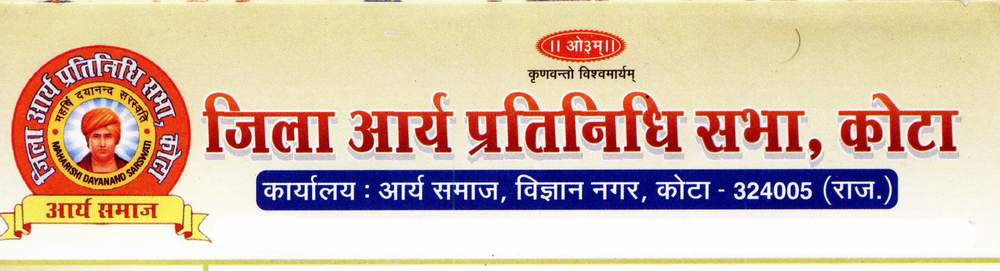 ।। ओ३म्।।
कृणवन्तो विश्वमार्यम्
जिला आर्य प्रतिनिधि सभा, कोटा
महर्षि दयानन्द सरस्वति
MAHARISHI DAYANAND SARSWATI
आर्य समाज
जिला आर्य प्रतिनिधि सभा, कोटा
कार्यालय : आर्य समाज, विज्ञान नगर, कोटा - 324005 (राज.)